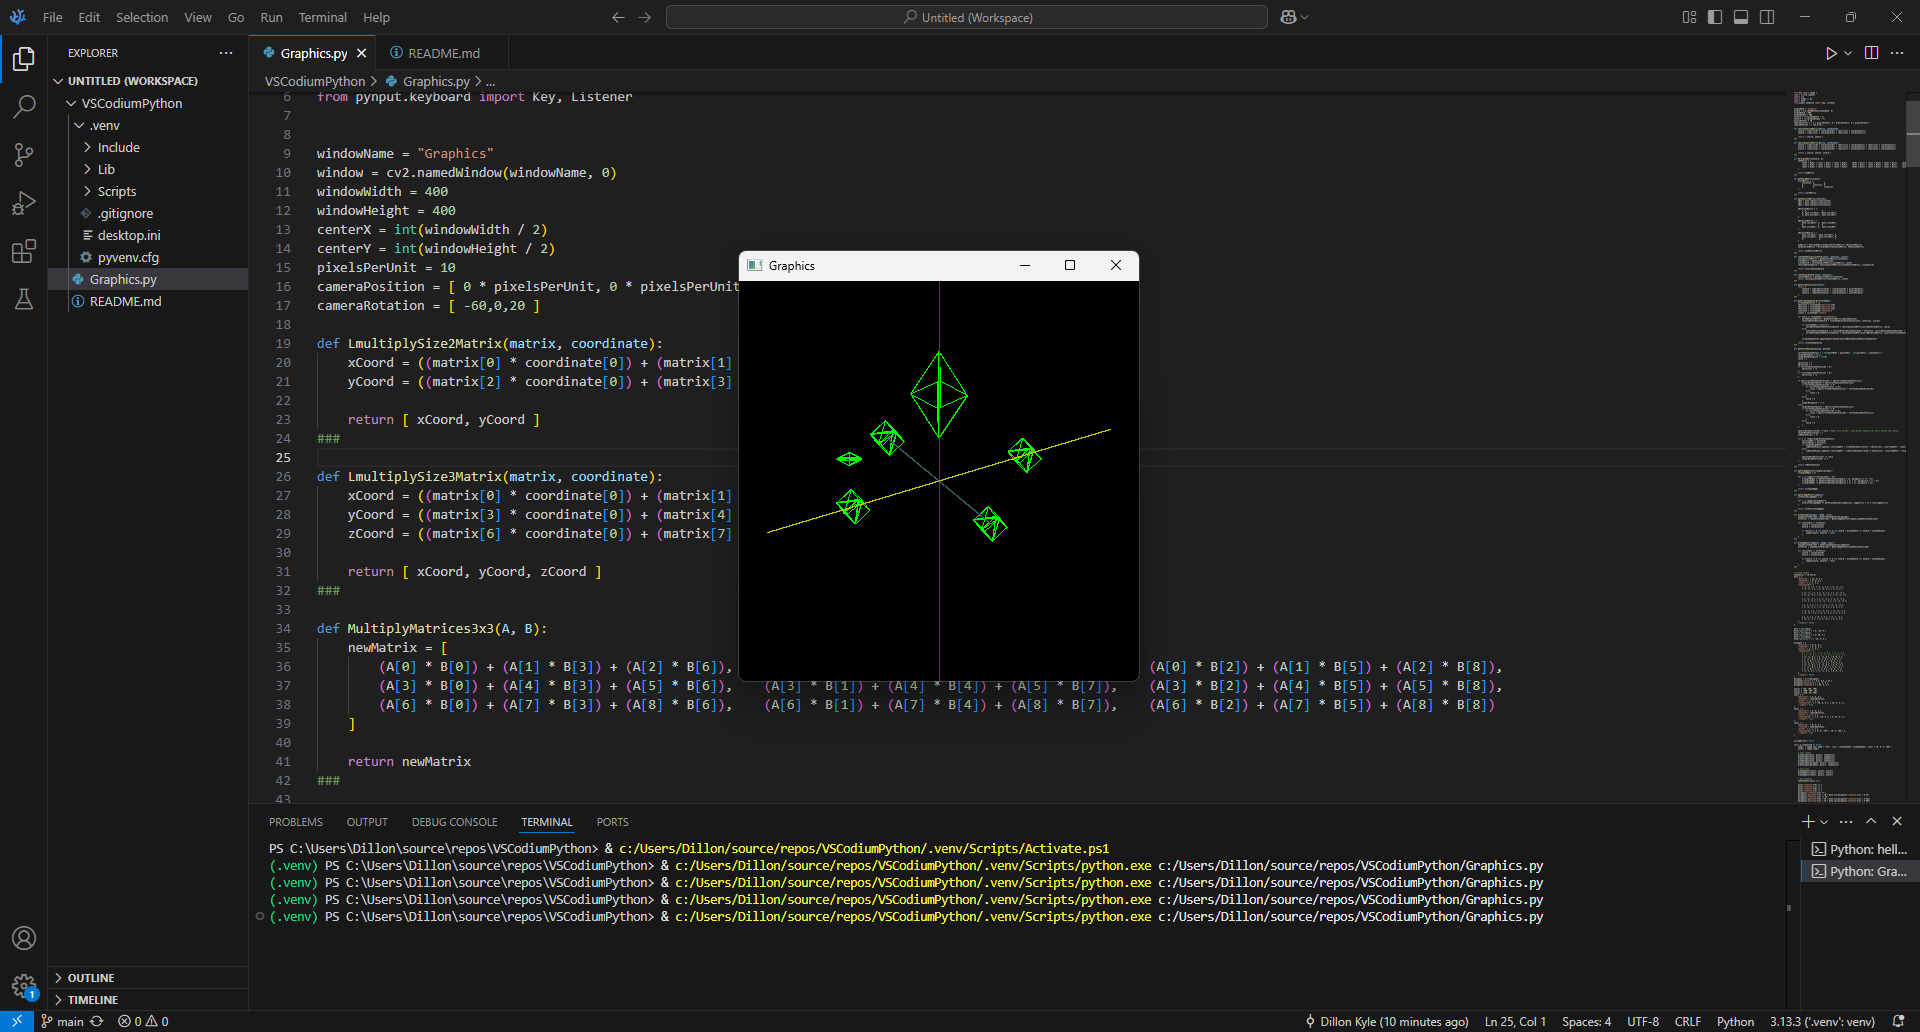 File Edit Selection View Go Run Terminal Help
Untitled (Workspace)
EXPLORER
UNTITLED (WORKSPACE)
VSCodiumPython
.venv
Include
Lib
Scripts
.gitignore
desktop.ini
pyvenv.cfg
Graphics.py
README.md
OUTLINE
TIMELINE
Graphics.py
README.md
VSCodiumPython > Graphics.py > ...
6 from pynput.keyboard import Key, Listener
7
8
9 windowName = "Graphics"
10 window = cv2.namedWindow(windowName, 0)
11 windowWidth = 400
12 windowHeight = 400
13 centerX = int(windowWidth / 2)
14 centerY = int(windowHeight / 2)
15 pixelsPerUnit = 10
16 cameraPosition = [ 0 * pixelsPerUnit, 0 * pixelsPerUnit
17 cameraRotation = [ -60,0,20 ]
18
19 def LmultiplySize2Matrix(matrix, coordinate):
20 xCoord = ((matrix[0] * coordinate[0]) + (matrix[1]
21 yCoord = ((matrix[2] * coordinate[0]) + (matrix[3]
22
23 return [ xCoord, yCoord ]
24 ###
25
26 def LmultiplySize3Matrix(matrix, coordinate):
27 xCoord = ((matrix[0] * coordinate[0]) + (matrix[1]
28 yCoord = ((matrix[3] * coordinate[0]) + (matrix[4]
29 zCoord = ((matrix[6] * coordinate[0]) + (matrix[7]
30
31 return [ xCoord, yCoord, zCoord ]
32 ###
33
34 def MultiplyMatrices3x3(A, B):
35 newMatrix = [
36 (A[0] * B[0]) + (A[1] * B[3]) + (A[2] * B[6]), (A[0] * B[2]) + (A[1] * B[5]) + (A[2] * B[8]),
37 (A[3] * B[0]) + (A[4] * B[3]) + (A[5] * B[6]), (A[3] * B[1]) + (A[4] * B[4]) + (A[5] * B[7]), (A[3] * B[2]) + (A[4] * B[5]) + (A[5] * B[8]),
38 (A[6] * B[0]) + (A[7] * B[3]) + (A[8] * B[6]), (A[6] * B[1]) + (A[7] * B[4]) + (A[8] * B[7]), (A[6] * B[2]) + (A[7] * B[5]) + (A[8] * B[8])
39 ]
40
41 return newMatrix
42 ###
43
Graphics
PROBLEMS OUTPUT DEBUG CONSOLE TERMINAL PORTS
PS C:\Users\Dillon\source\repos\VSCodiumPython> & c:/Users/Dillon/source/repos/VSCodiumPython/.venv/Scripts/Activate.ps1
(.venv) PS C:\Users\Dillon\source\repos\VSCodiumPython> & c:/Users/Dillon/source/repos/VSCodiumPython/.venv/Scripts/python.exe c:/Users/Dillon/source/repos/VSCodiumPython/Graphics.py
(.venv) PS C:\Users\Dillon\source\repos\VSCodiumPython> & c:/Users/Dillon/source/repos/VSCodiumPython/.venv/Scripts/python.exe c:/Users/Dillon/source/repos/VSCodiumPython/Graphics.py
(.venv) PS C:\Users\Dillon\source\repos\VSCodiumPython> & c:/Users/Dillon/source/repos/VSCodiumPython/.venv/Scripts/python.exe c:/Users/Dillon/source/repos/VSCodiumPython/Graphics.py
(.venv) PS C:\Users\Dillon\source\repos\VSCodiumPython> & c:/Users/Dillon/source/repos/VSCodiumPython/.venv/Scripts/python.exe c:/Users/Dillon/source/repos/VSCodiumPython/Graphics.py
Python: hell...
Python: Gra...
1
main 0 0 Dillon Kyle (10 minutes ago) Ln 25, Col 1 Spaces: 4 UTF-8 CRLF Python 3.13.3 ('.venv': venv)